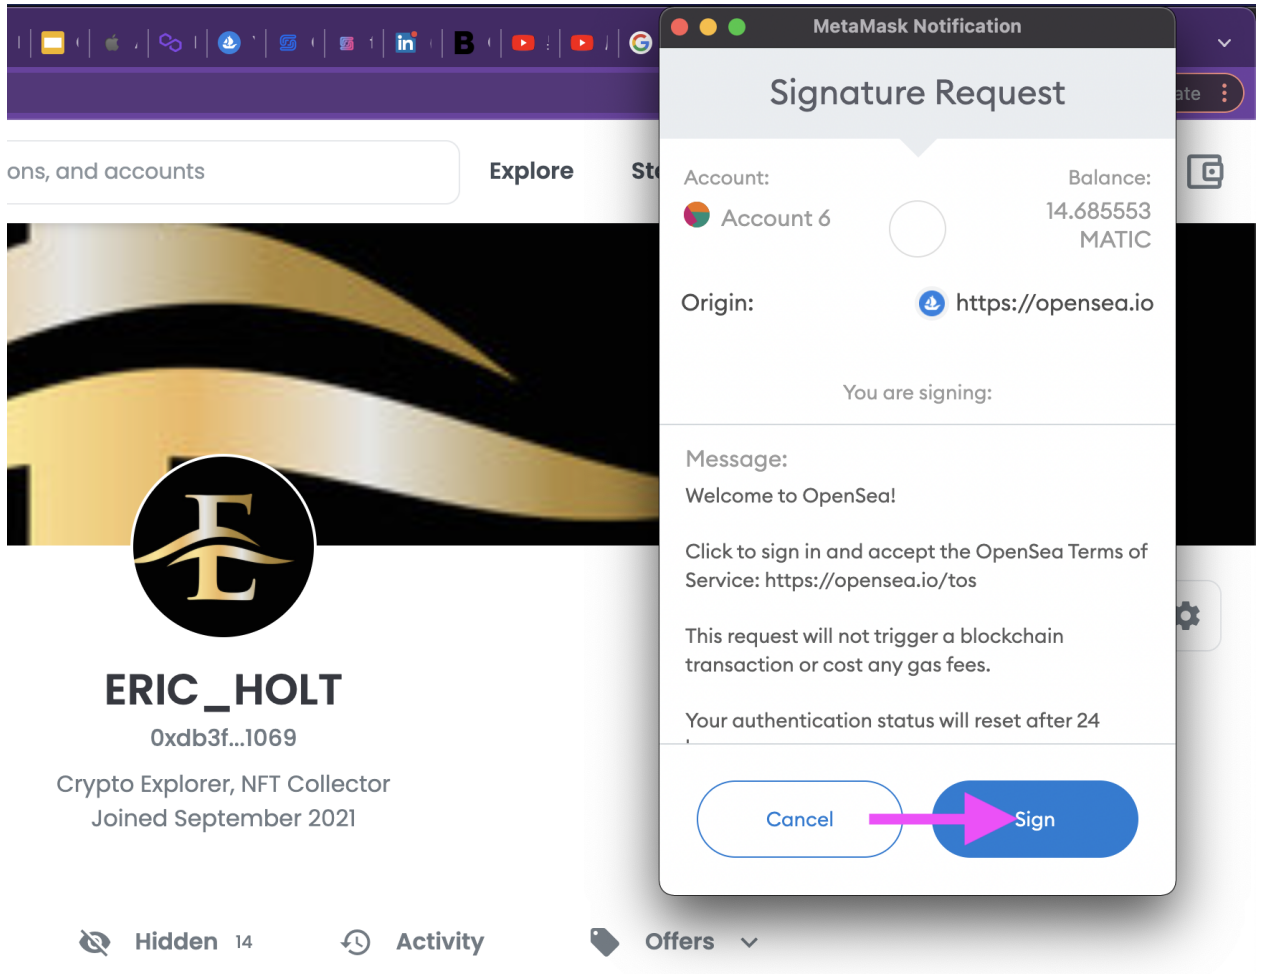 MetaMask Notification
Signature Request
ate
ons, and accounts
Explore
Account:
Balance:
Account 6
14.685553
MATIC
Origin:
https://opensea.io
You are signing:
Message:
Welcome to OpenSea!
Click to sign in and accept the OpenSea Terms of
Service: https://opensea.io/tos
This request will not trigger a blockchain
transaction or cost any gas fees.
Your authentication status will reset after 24
Cancel
Sign
E
ERIC_HOLT
0xdb3f...1069
Crypto Explorer, NFT Collector
Joined September 2021
Hidden 14
Activity
Offers